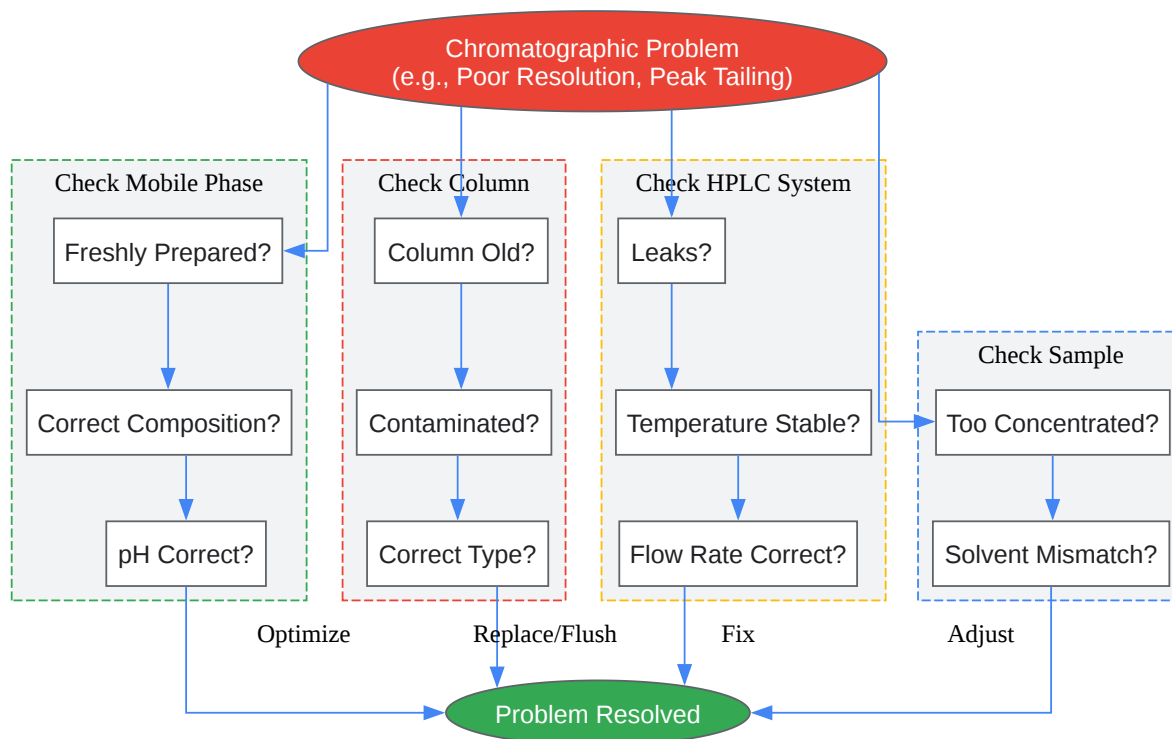 Chromatographic Problem
(e.g., Poor Resolution, Peak Tailing)
Check Mobile Phase
Freshly Prepared?
Correct Composition?
pH Correct?
Check Column
Column Old?
Contaminated?
Correct Type?
Check HPLC System
Leaks?
Temperature Stable?
Flow Rate Correct?
Check Sample
Too Concentrated?
Solvent Mismatch?
Optimize
Replace/Flush
Fix
Adjust
Problem Resolved